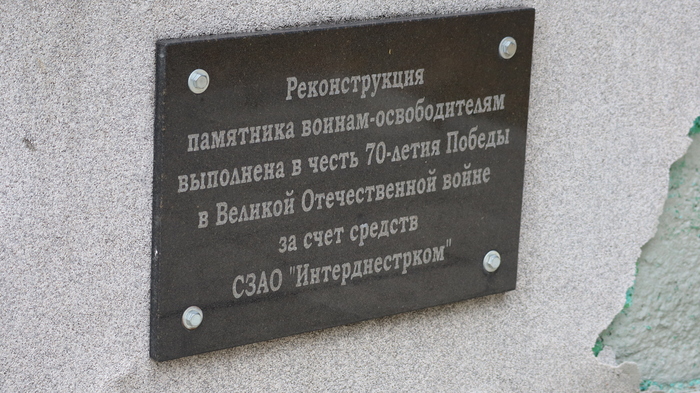 Реконструкция
памятника воинам-освободителям
выполнена в честь 70-летия Победы
в Великой Отечественной войне
за счет средств
СЗАО "Интерднестрком"